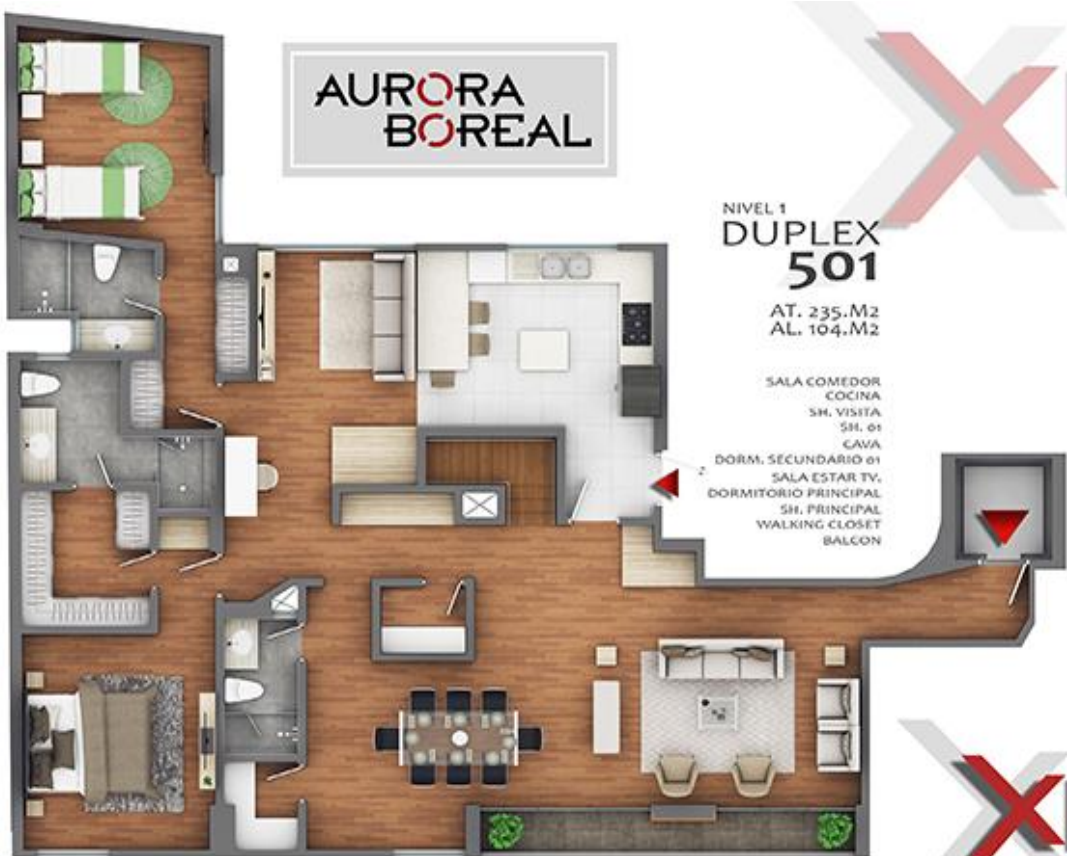 AURORA
BOREAL
NIVEL 1
DUPLEX
501
AT. 235.M2
AL. 104.M2
SALA COMEDOR
COCINA
SH. VISITA
SH. 01
CAVA
DORM. SECUNDARIO 01
SALA ESTAR TV.
DORMITORIO PRINCIPAL
SH. PRINCIPAL
WALKING CLOSET
BALCON